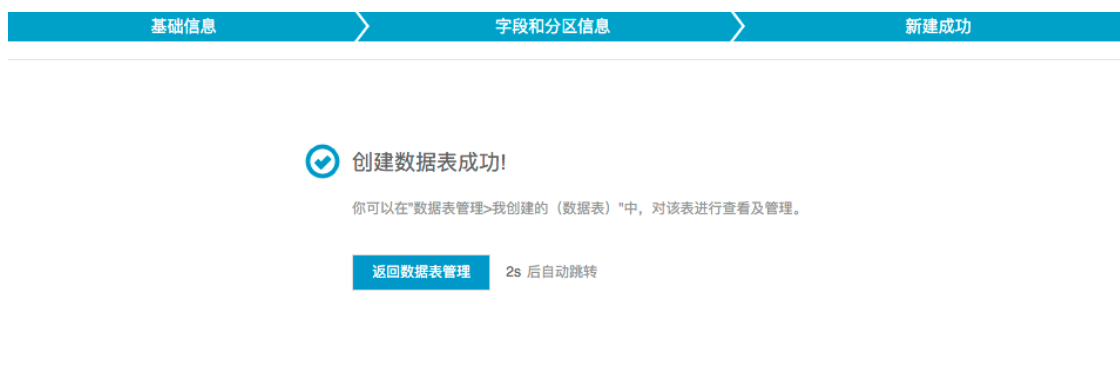 基础信息 字段和分区信息 新建成功
创建数据表成功!
你可以在"数据表管理>我创建的（数据表）"中，对该表进行查看及管理。
返回数据表管理 2s 后自动跳转